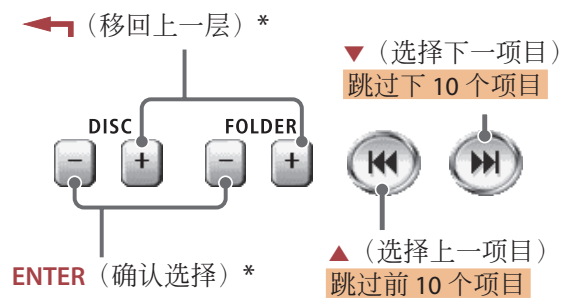 （移回上一层）*
▼（选择下一项目）
跳过下 10 个项目
DISC FOLDER
− + − +
ENTER（确认选择）*
▲（选择上一项目）
跳过前 10 个项目